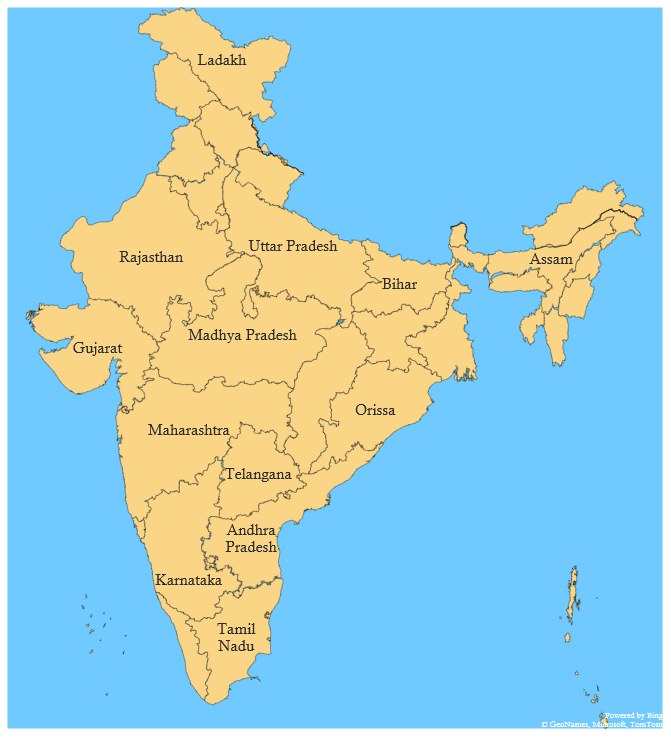 Ladakh
Rajasthan
Uttar Pradesh
Bihar
Assam
Gujarat
Madhya Pradesh
Maharashtra
Orissa
Telangana
Andhra
Pradesh
Karnataka
Tamil
Nadu
Powered by Bing
© GeoNames, Microsoft, TomTom